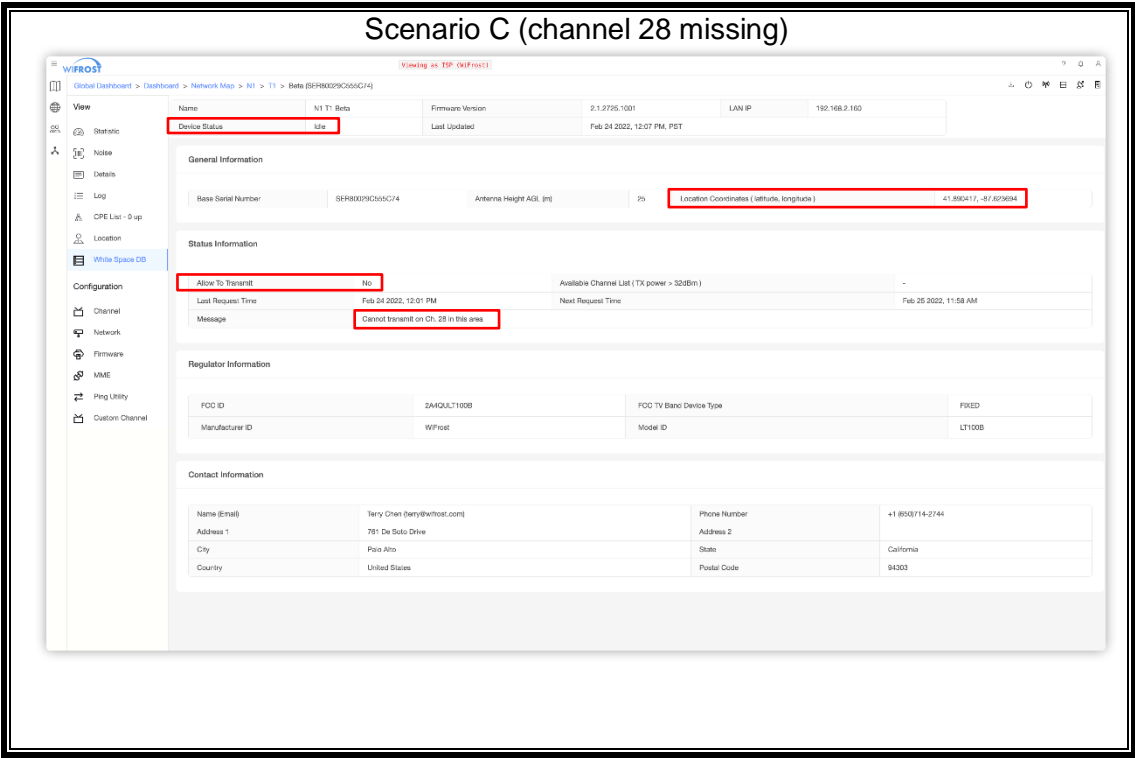 Scenario C (channel 28 missing)
WIFROST
Viewing as ISP (WiFrost)
Global Dashboard > Dashboard > Network Map > N1 > T1 > Beta (SER80029C555C74)
View
Statistic
Noise
Details
Log
CPE List - 0 up
Location
White Space DB
Configuration
Channel
Network
Firmware
MME
Ping Utility
Custom Channel
Name N1 T1 Beta Firmware Version 2.1.2725.1001 LAN IP 192.168.2.160
Device Status Idle Last Updated Feb 24 2022, 12:07 PM, PST
General Information
Base Serial Number SER80029C555C74 Antenna Height AGL (m) 25 Location Coordinates ( latitude, longitude ) 41.890417, -87.623694
Status Information
Allow To Transmit No Available Channel List ( TX power > 32dBm ) -
Last Request Time Feb 24 2022, 12:01 PM Next Request Time Feb 25 2022, 11:58 AM
Message Cannot transmit on Ch. 28 in this area
Regulator Information
FCC ID 2A4QULT100B FCC TV Band Device Type FIXED
Manufacturer ID WiFrost Model ID LT100B
Contact Information
Name (Email) Terry Chen (terry@wifrost.com) Phone Number +1 (650)714-2744
Address 1 761 De Soto Drive Address 2
City Palo Alto State California
Country United States Postal Code 94303